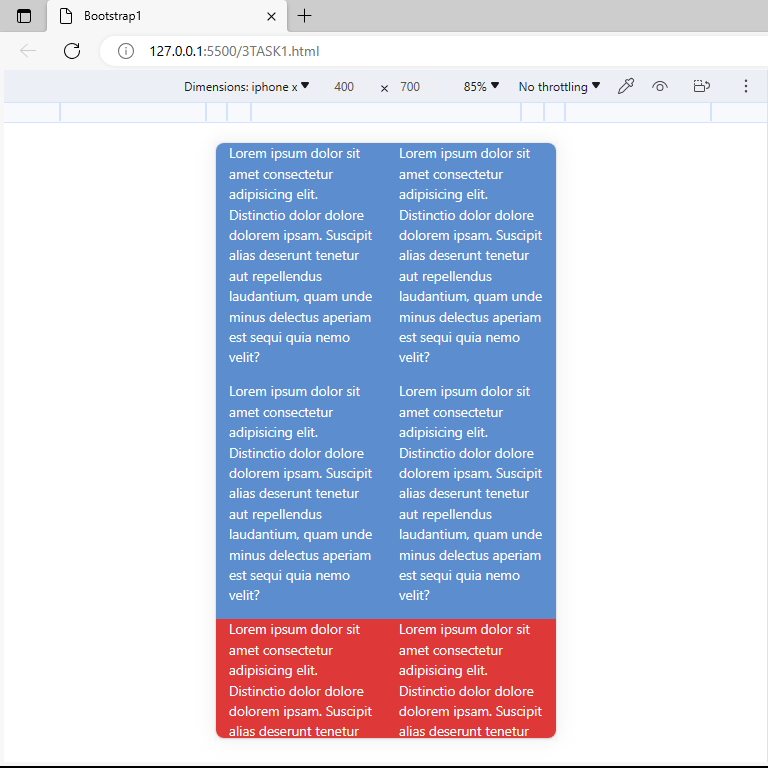 Bootstrap1
127.0.0.1:5500/3TASK1.html
Dimensions: iphone x 400 × 700 85% No throttling
Lorem ipsum dolor sit
amet consectetur
adipisicing elit.
Distinctio dolor dolore
dolorem ipsam. Suscipit
alias deserunt tenetur
aut repellendus
laudantium, quam unde
minus delectus aperiam
est sequi quia nemo
velit?
Lorem ipsum dolor sit
amet consectetur
adipisicing elit.
Distinctio dolor dolore
dolorem ipsam. Suscipit
alias deserunt tenetur
aut repellendus
laudantium, quam unde
minus delectus aperiam
est sequi quia nemo
velit?
Lorem ipsum dolor sit
amet consectetur
adipisicing elit.
Distinctio dolor dolore
dolorem ipsam. Suscipit
alias deserunt tenetur
aut repellendus
laudantium, quam unde
minus delectus aperiam
est sequi quia nemo
velit?
Lorem ipsum dolor sit
amet consectetur
adipisicing elit.
Distinctio dolor dolore
dolorem ipsam. Suscipit
alias deserunt tenetur
aut repellendus
laudantium, quam unde
minus delectus aperiam
est sequi quia nemo
velit?
Lorem ipsum dolor sit
amet consectetur
adipisicing elit.
Distinctio dolor dolore
dolorem ipsam. Suscipit
alias deserunt tenetur
Lorem ipsum dolor sit
amet consectetur
adipisicing elit.
Distinctio dolor dolore
dolorem ipsam. Suscipit
alias deserunt tenetur